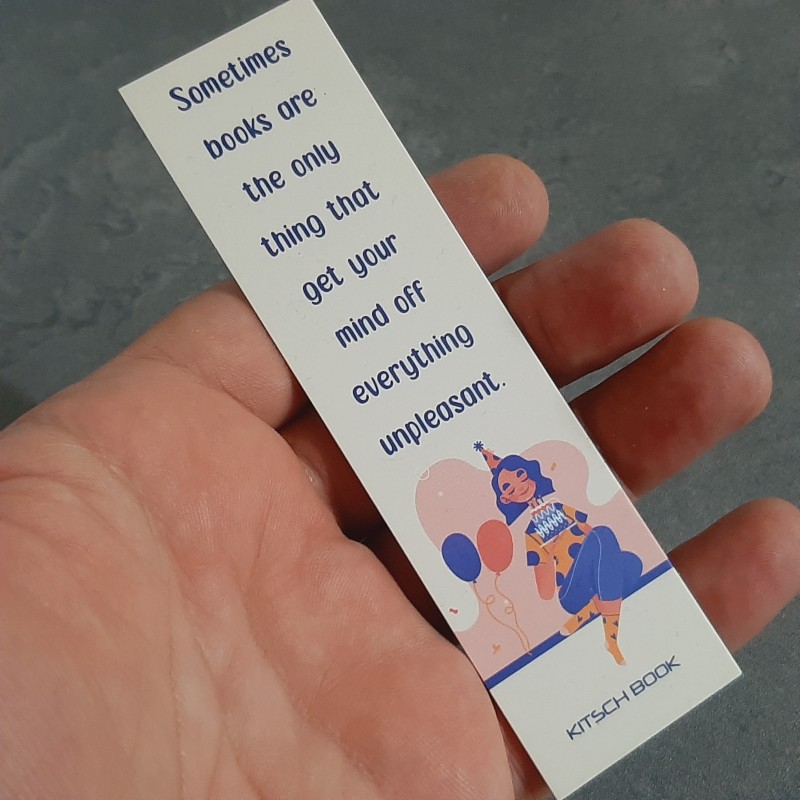 Sometimes
books are
the only
thing that
get your
mind off
everything
unpleasant.
KITSCH BOOK